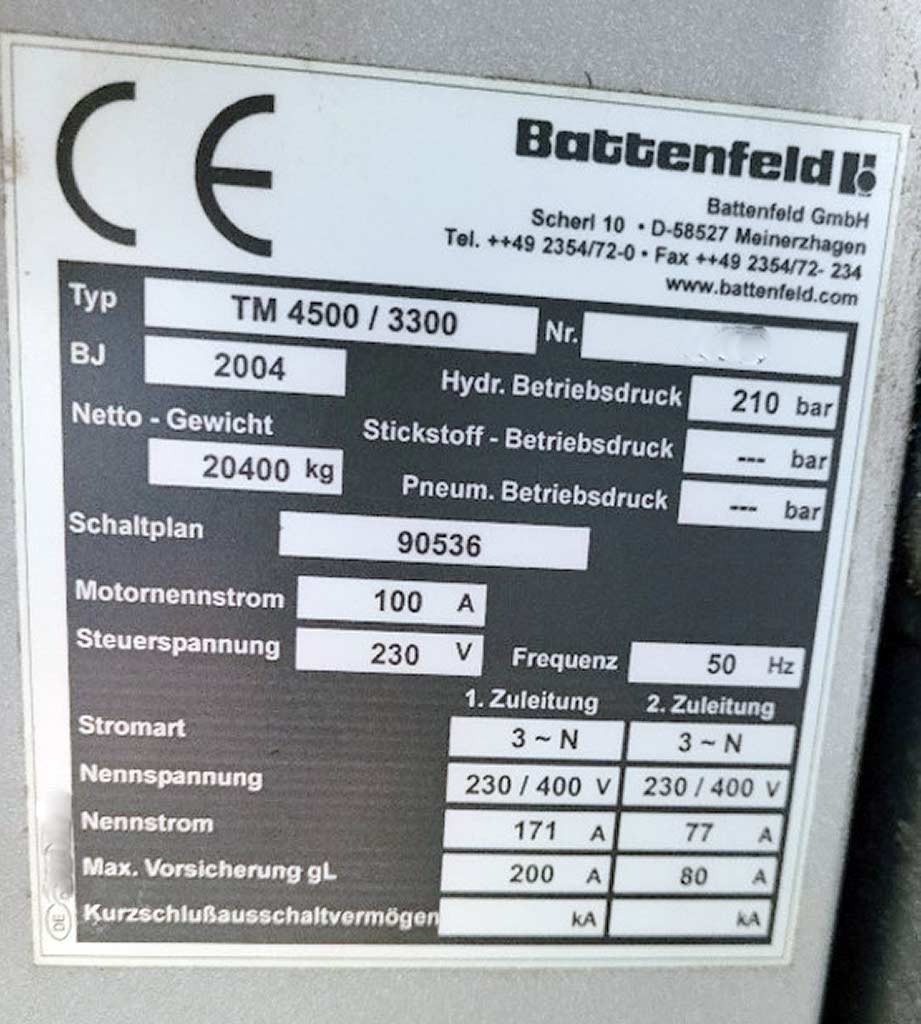 CE
Battenfeld
Battenfeld GmbH
Scherl 10 • D-58527 Meinerzhagen
Tel. ++49 2354/72-0 • Fax ++49 2354/72- 234
www.battenfeld.com
Typ TM 4500 / 3300 Nr.
BJ 2004 Hydr. Betriebsdruck 210 bar
Netto - Gewicht Stickstoff - Betriebsdruck --- bar
20400 kg Pneum. Betriebsdruck --- bar
Schaltplan 90536
Motornennstrom 100 A
Steuerspannung 230 V Frequenz 50 Hz
1. Zuleitung 2. Zuleitung
Stromart 3 ~ N 3 ~ N
Nennspannung 230 / 400 V 230 / 400 V
Nennstrom 171 A 77 A
Max. Vorsicherung gL 200 A 80 A
Kurzschlußausschaltvermögen kA kA
DE